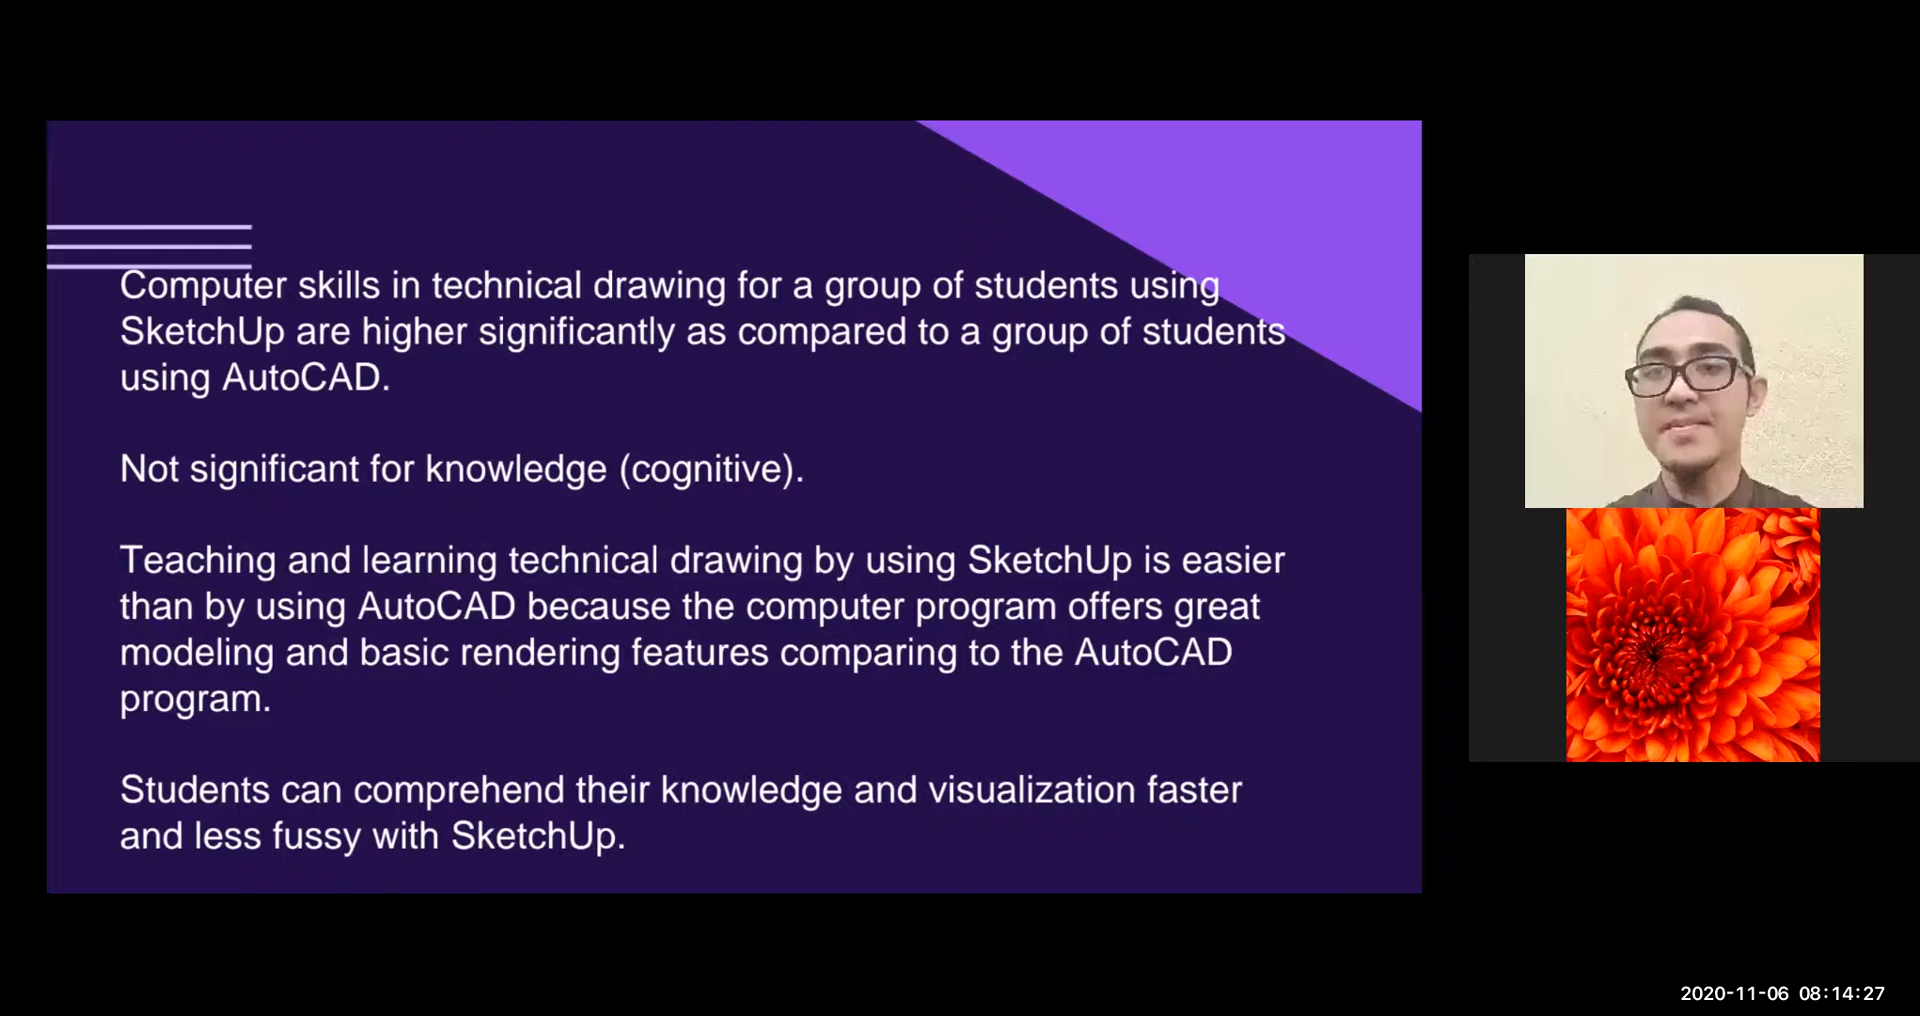 Computer skills in technical drawing for a group of students using
SketchUp are higher significantly as compared to a group of students
using AutoCAD.
Not significant for knowledge (cognitive).
Teaching and learning technical drawing by using SketchUp is easier
than by using AutoCAD because the computer program offers great
modeling and basic rendering features comparing to the AutoCAD
program.
Students can comprehend their knowledge and visualization faster
and less fussy with SketchUp.
2020-11-06 08:14:27